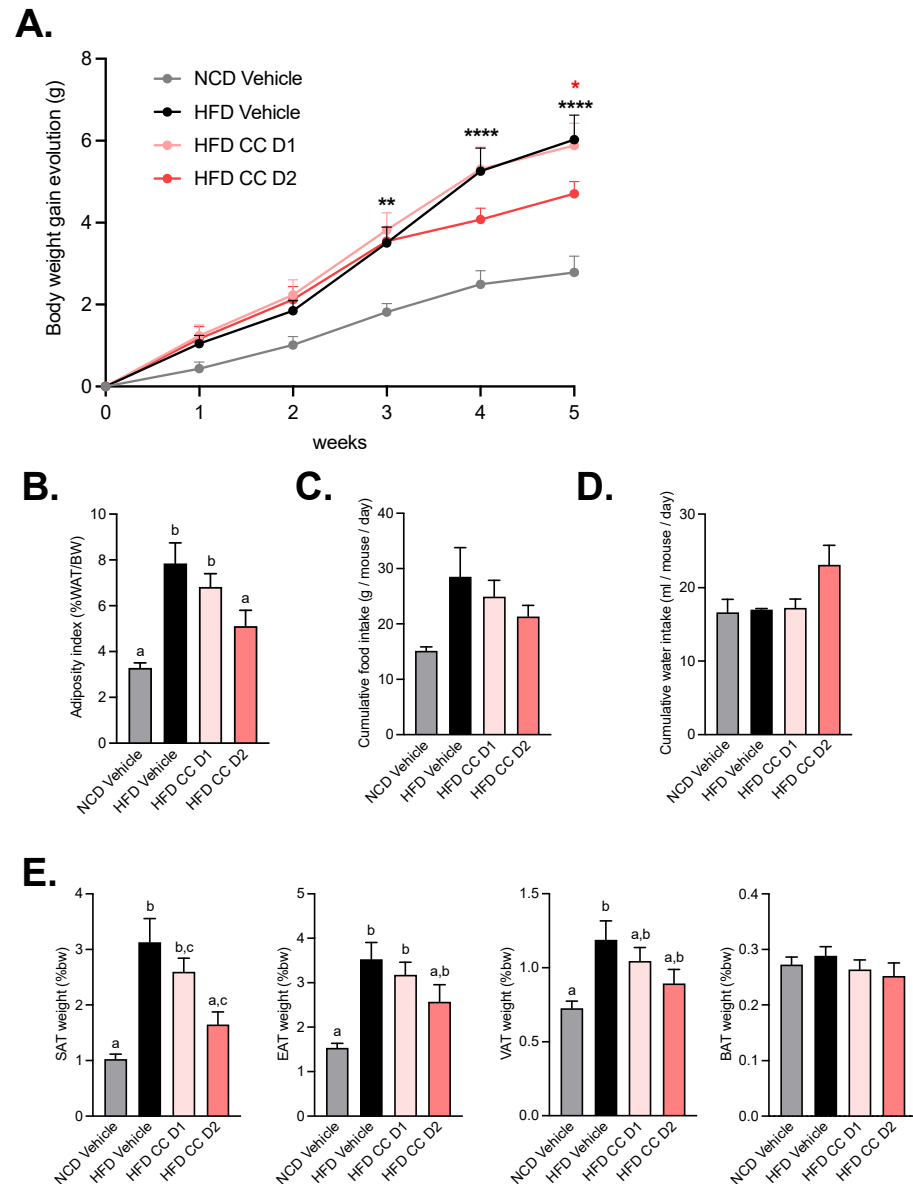 A.
Body weight gain evolution (g)
8
6
4
2
0
NCD Vehicle
HFD Vehicle
HFD CC D1
HFD CC D2
**
****
*
****
0 1 2 3 4 5
weeks
B.
Adiposity index (%WAT/BW)
10
8
6
4
2
0
a b b a
NCD Vehicle
HFD Vehicle
HFD CC D1
HFD CC D2
C.
Cumulative food intake (g / mouse / day)
40
30
20
10
0
NCD Vehicle
HFD Vehicle
HFD CC D1
HFD CC D2
D.
Cumulative water intake (ml / mouse / day)
30
20
10
0
NCD Vehicle
HFD Vehicle
HFD CC D1
HFD CC D2
E.
SAT weight (%bw)
4
3
2
1
0
a b b,c a,c
NCD Vehicle
HFD Vehicle
HFD CC D1
HFD CC D2
EAT weight (%bw)
5
4
3
2
1
0
a b b a,b
NCD Vehicle
HFD Vehicle
HFD CC D1
HFD CC D2
VAT weight (%bw)
1.5
1.0
0.5
0.0
a b a,b a,b
NCD Vehicle
HFD Vehicle
HFD CC D1
HFD CC D2
BAT weight (%bw)
0.4
0.3
0.2
0.1
0.0
NCD Vehicle
HFD Vehicle
HFD CC D1
HFD CC D2